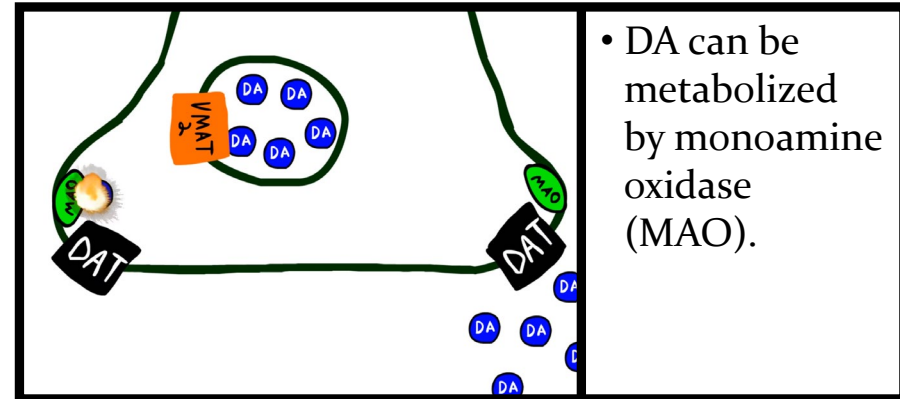 DA DA
VMAT
2
DA
DA
DA
MAO
MAO
DAT
DAT
DA
DA
DA
D
DA
• DA can be
metabolized
by monoamine
oxidase
(MAO).